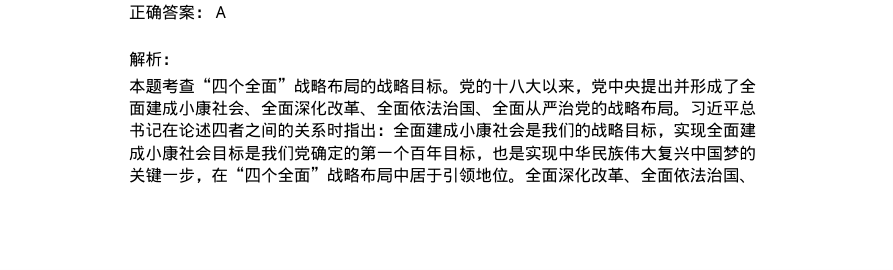 正确答案： A
解析：
本题考查“四个全面”战略布局的战略目标。党的十八大以来，党中央提出并形成了全
面建成小康社会、全面深化改革、全面依法治国、全面从严治党的战略布局。习近平总
书记在论述四者之间的关系时指出：全面建成小康社会是我们的战略目标，实现全面建
成小康社会目标是我们党确定的第一个百年目标，也是实现中华民族伟大复兴中国梦的
关键一步，在“四个全面”战略布局中居于引领地位。全面深化改革、全面依法治国、